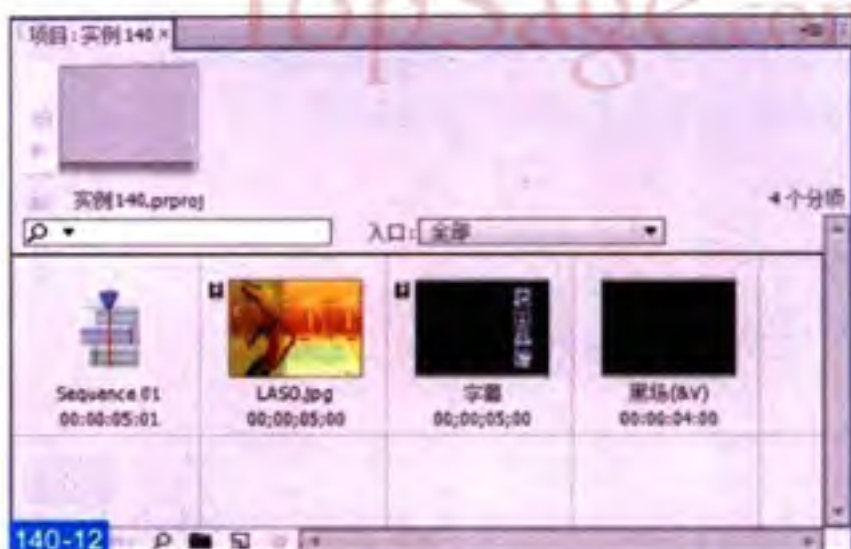 TopSage.com
项目:实例140 ×
实例140.prproj
4个分项
入口: 全部
Sequence 01
00:00:05:01
LASO.jpg
00;00;05;00
字幕
00;00;05;00
黑场(&V)
00:00:04:00
140-12